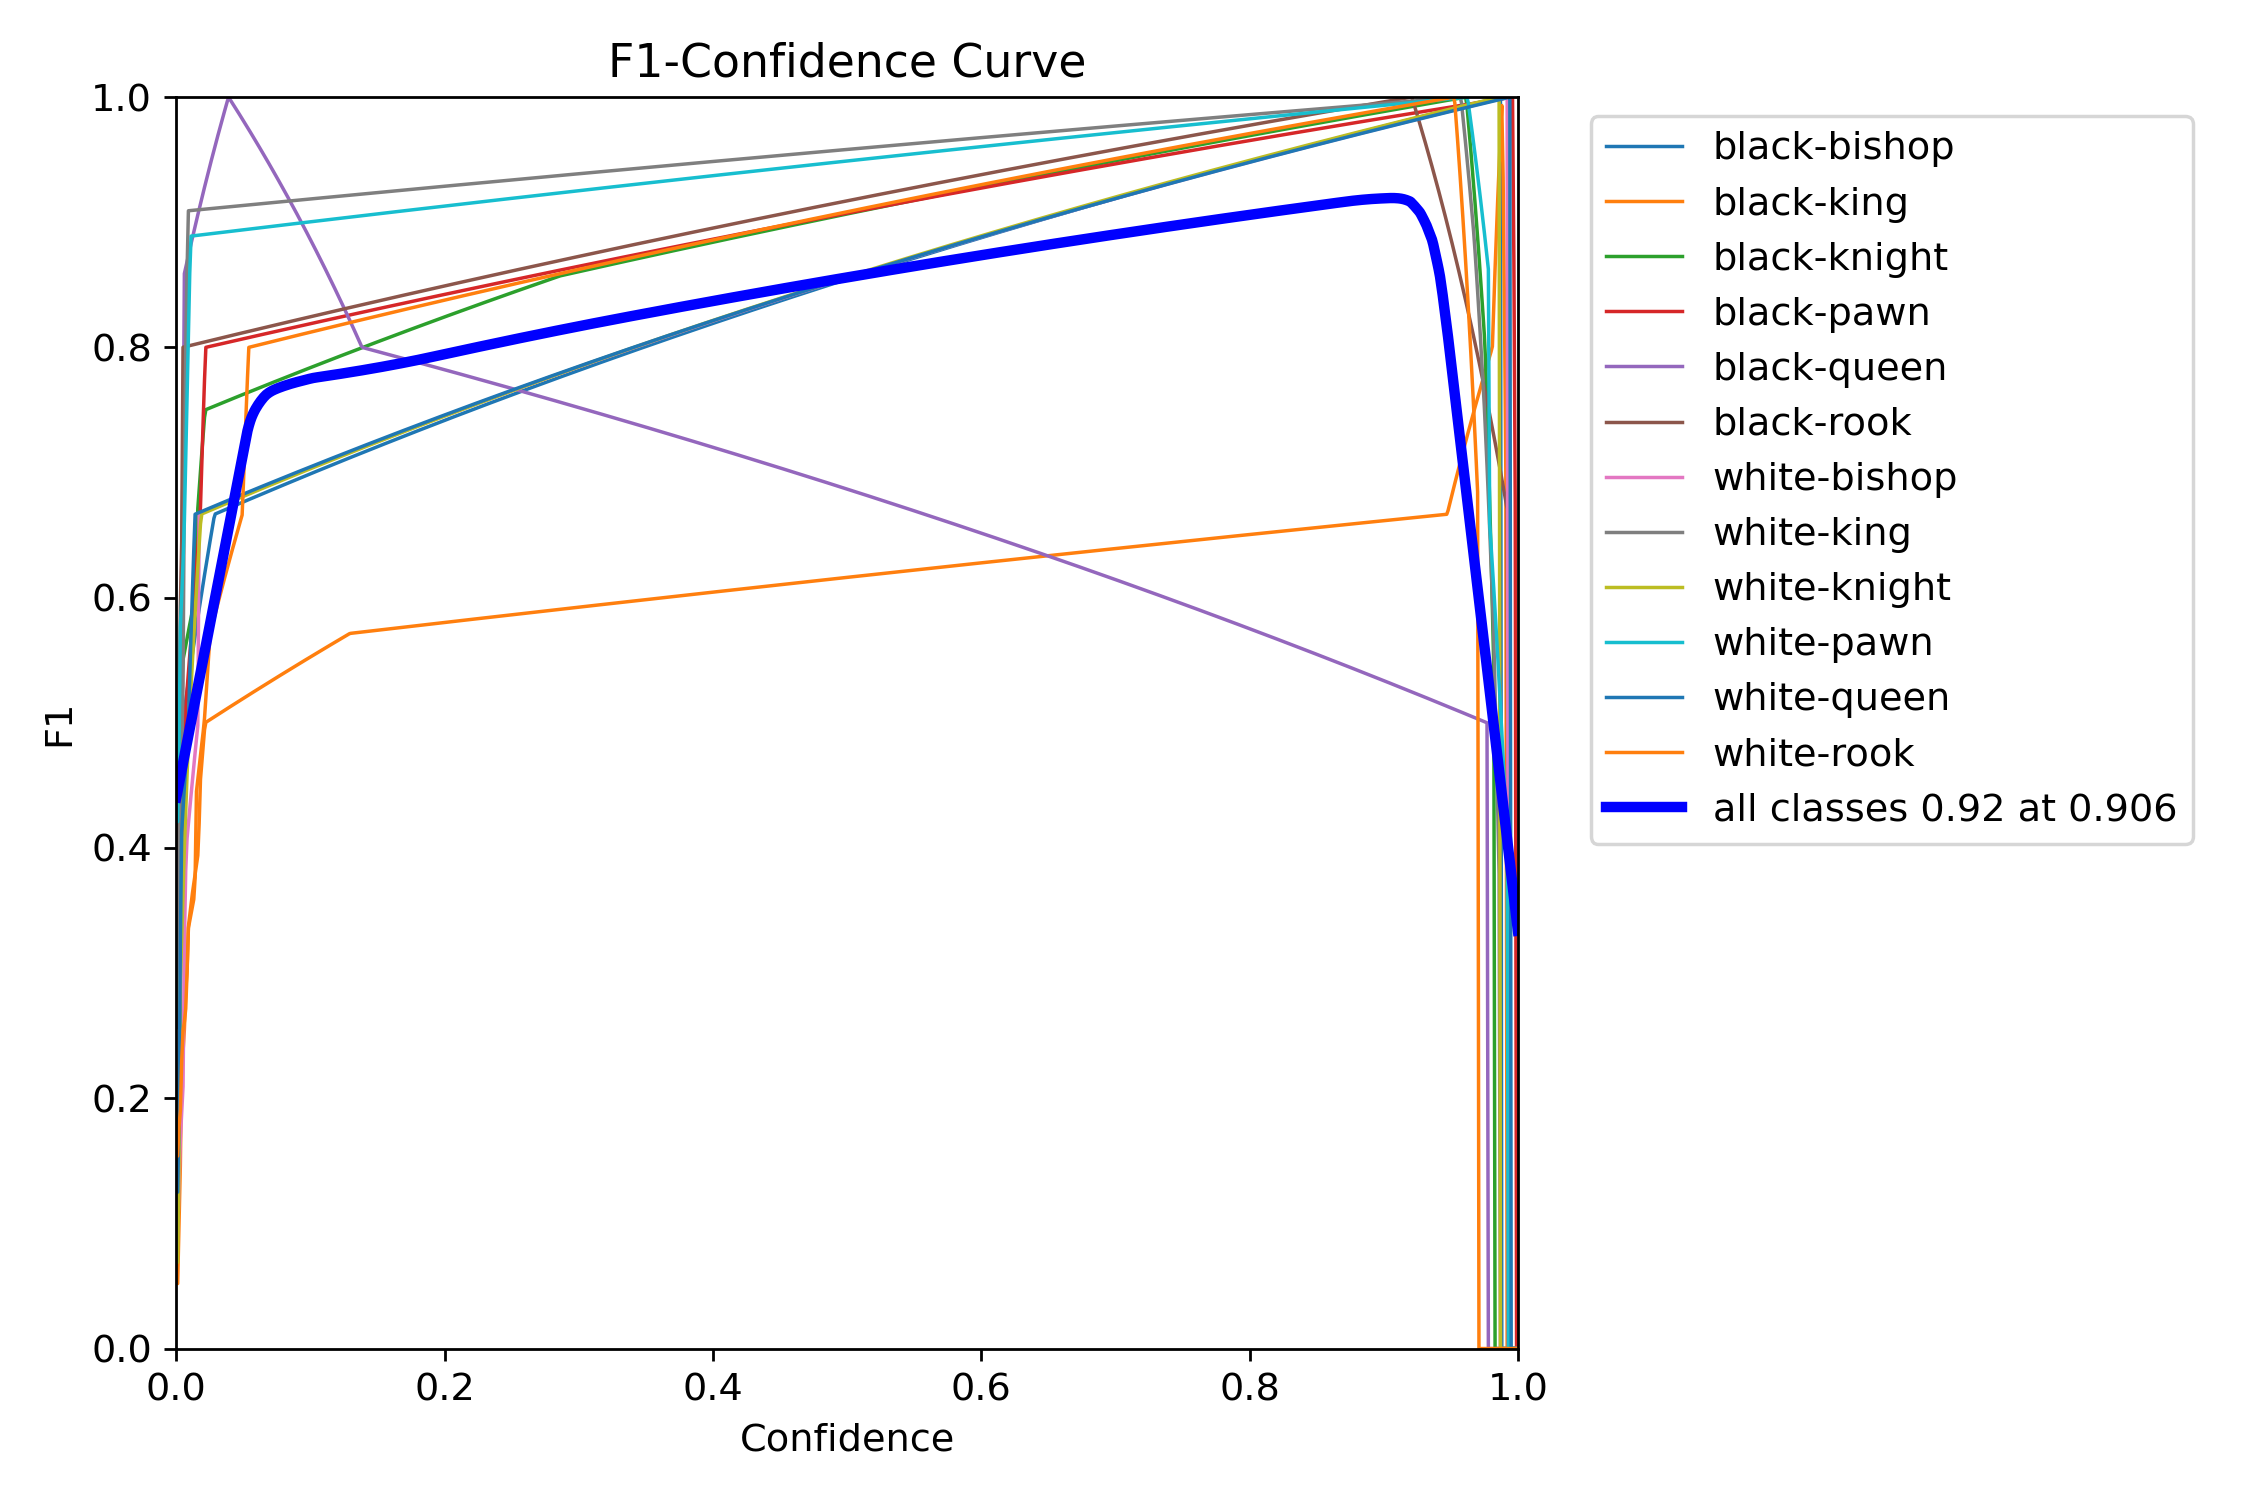 F1-Confidence Curve
1.0
0.8
0.6
0.4
0.2
0.0
F1
0.0 0.2 0.4 0.6 0.8 1.0
Confidence
black-bishop
black-king
black-knight
black-pawn
black-queen
black-rook
white-bishop
white-king
white-knight
white-pawn
white-queen
white-rook
all classes 0.92 at 0.906